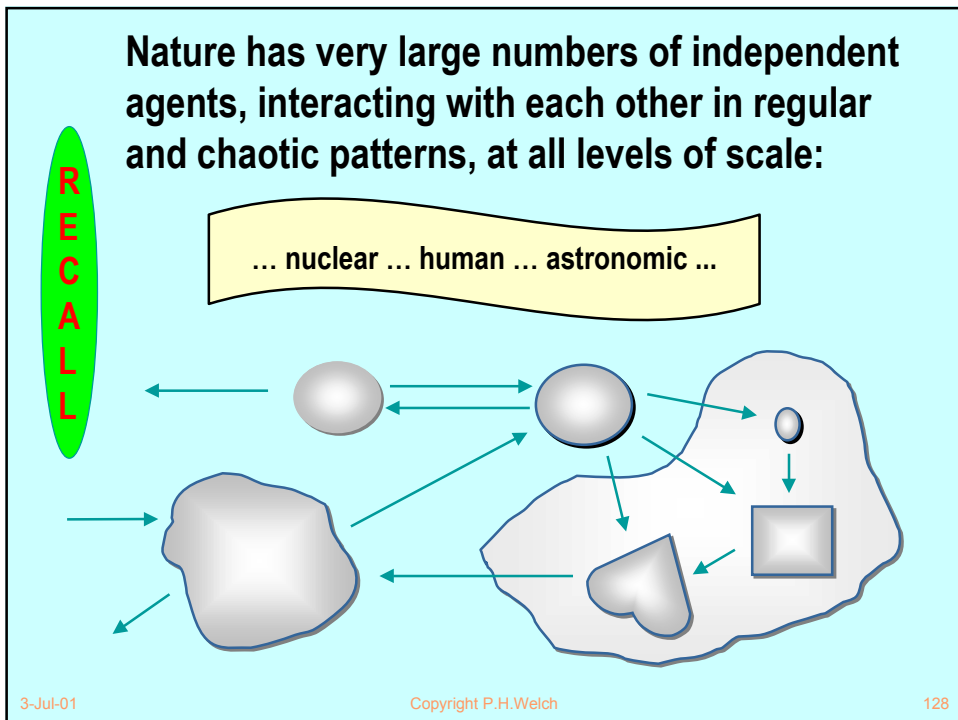 Nature has very large numbers of independent
agents, interacting with each other in regular
and chaotic patterns, at all levels of scale:
R
E
C
A
L
L
… nuclear … human … astronomic ...
3-Jul-01
Copyright P.H.Welch
128